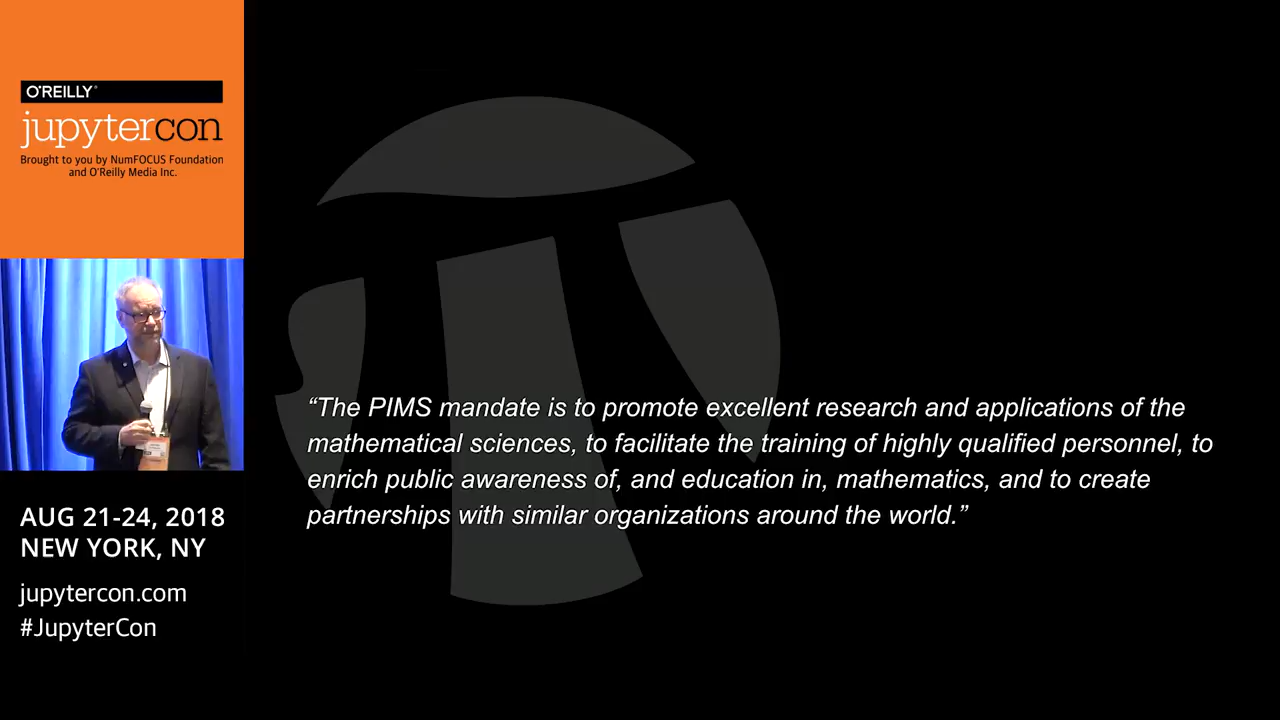 O'REILLY®
jupytercon
Brought to you by NumFOCUS Foundation
and O'Reilly Media Inc.
AUG 21-24, 2018
NEW YORK, NY
jupytercon.com
#JupyterCon
“The PIMS mandate is to promote excellent research and applications of the
mathematical sciences, to facilitate the training of highly qualified personnel, to
enrich public awareness of, and education in, mathematics, and to create
partnerships with similar organizations around the world.”